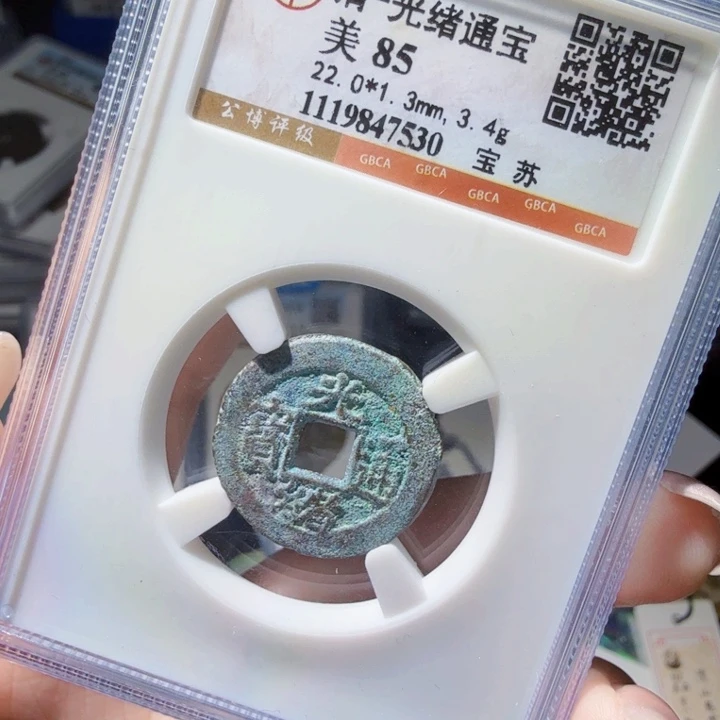 清-光绪通宝
美 85
22.0*1.3mm, 3.4g
1119847530 宝苏
公博评级
GBCA GBCA GBCA GBCA GBCA
光緒通寶